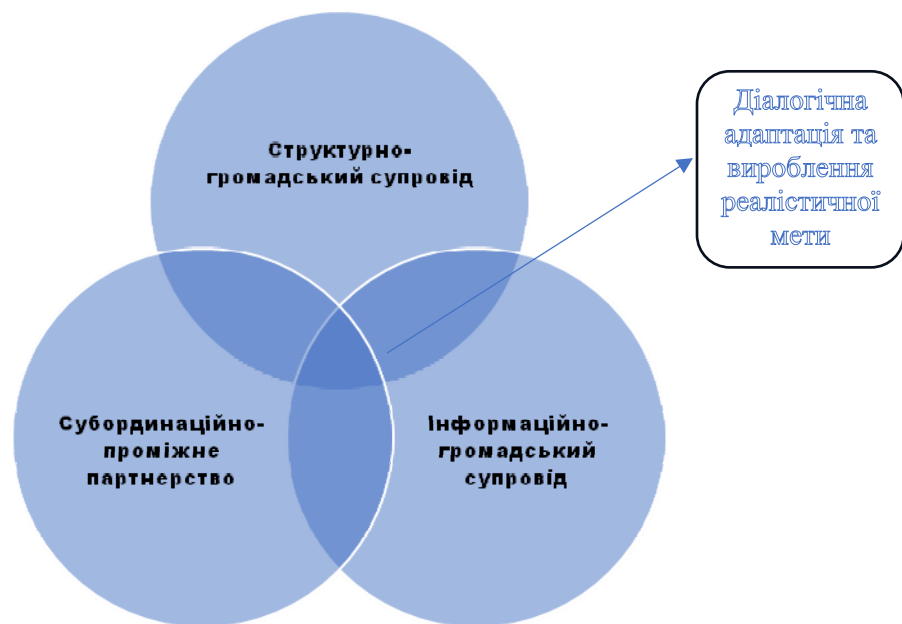 Структурно-
громадський супровід
Діалогічна
адаптація та
вироблення
реалістичної
мети
Субординаційно-
проміжне
партнерство
Інформаційно-
громадський
супровід